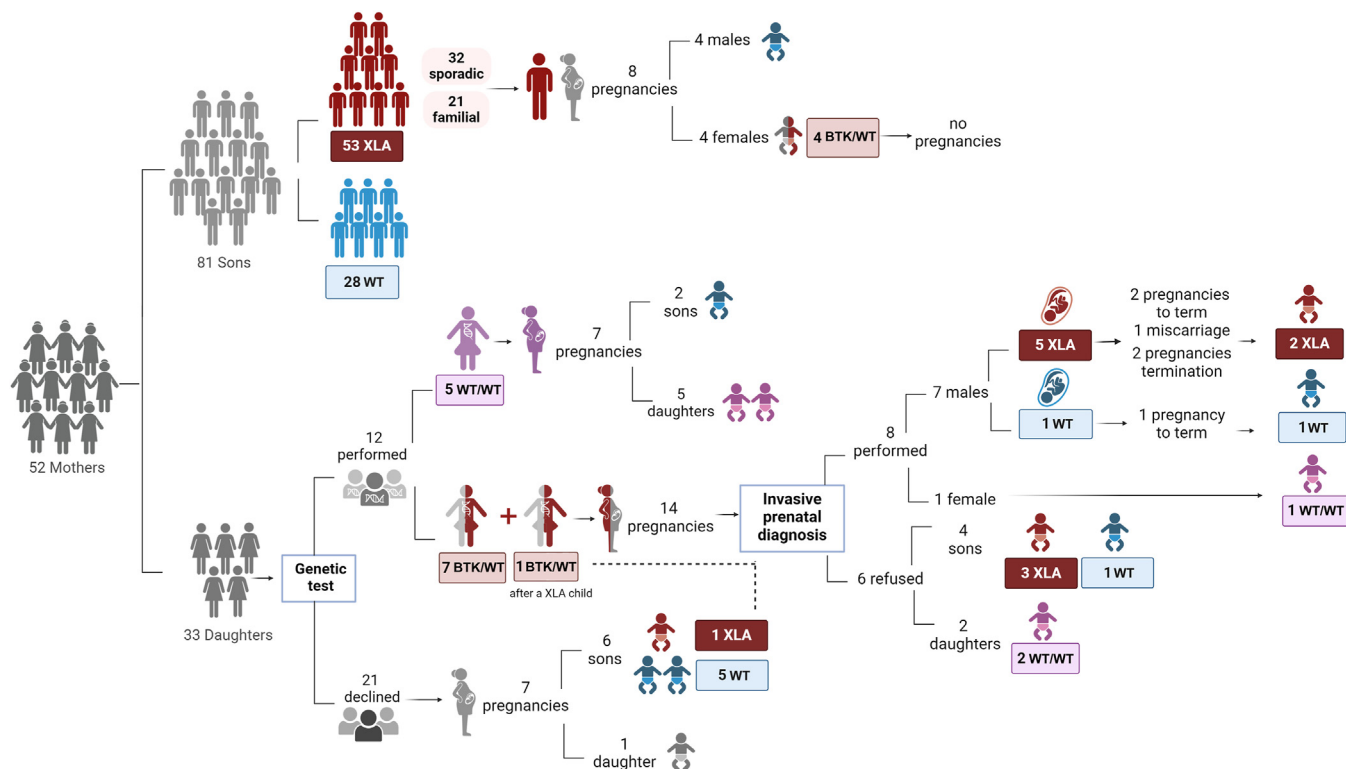 81 Sons
53 XLA
32
sporadic
21
familial
8
pregnancies
4 males
4 females
4 BTK/WT
no
pregnancies
28 WT
52 Mothers
33 Daughters
Genetic
test
12
performed
5 WT/WT
7
pregnancies
2
sons
5
daughters
7 BTK/WT
+
1 BTK/WT
after a XLA child
14
pregnancies
Invasive
prenatal
diagnosis
8
performed
7 males
5 XLA
2 pregnancies
to term
1 miscarriage
2 pregnancies
termination
2 XLA
1 WT
1 pregnancy
to term
1 WT
1 female
1 WT/WT
6 refused
4
sons
3 XLA
1 WT
2
daughters
2 WT/WT
21
declined
7
pregnancies
6
sons
1 XLA
5 WT
1
daughter